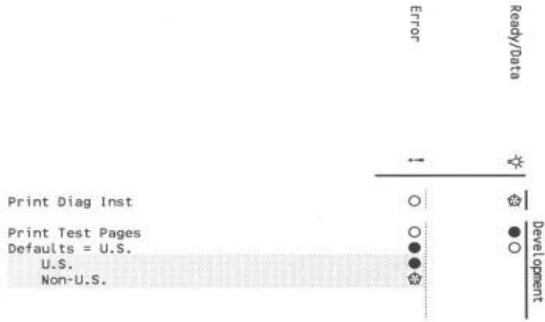 Error
Ready/Data
Print Diag Inst
Print Test Pages
Defaults = U.S.
U.S.
Non-U.S.
Development